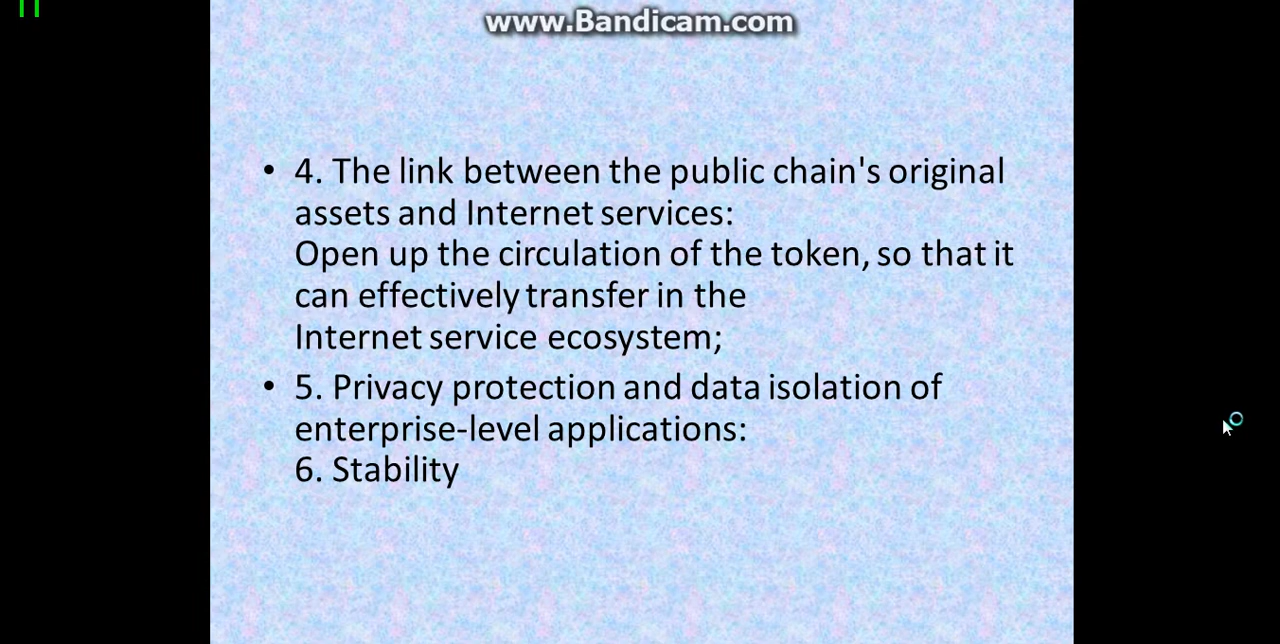 www.Bandicam.com
• 4. The link between the public chain's original
assets and Internet services:
Open up the circulation of the token, so that it
can effectively transfer in the
Internet service ecosystem;
• 5. Privacy protection and data isolation of
enterprise-level applications:
6. Stability